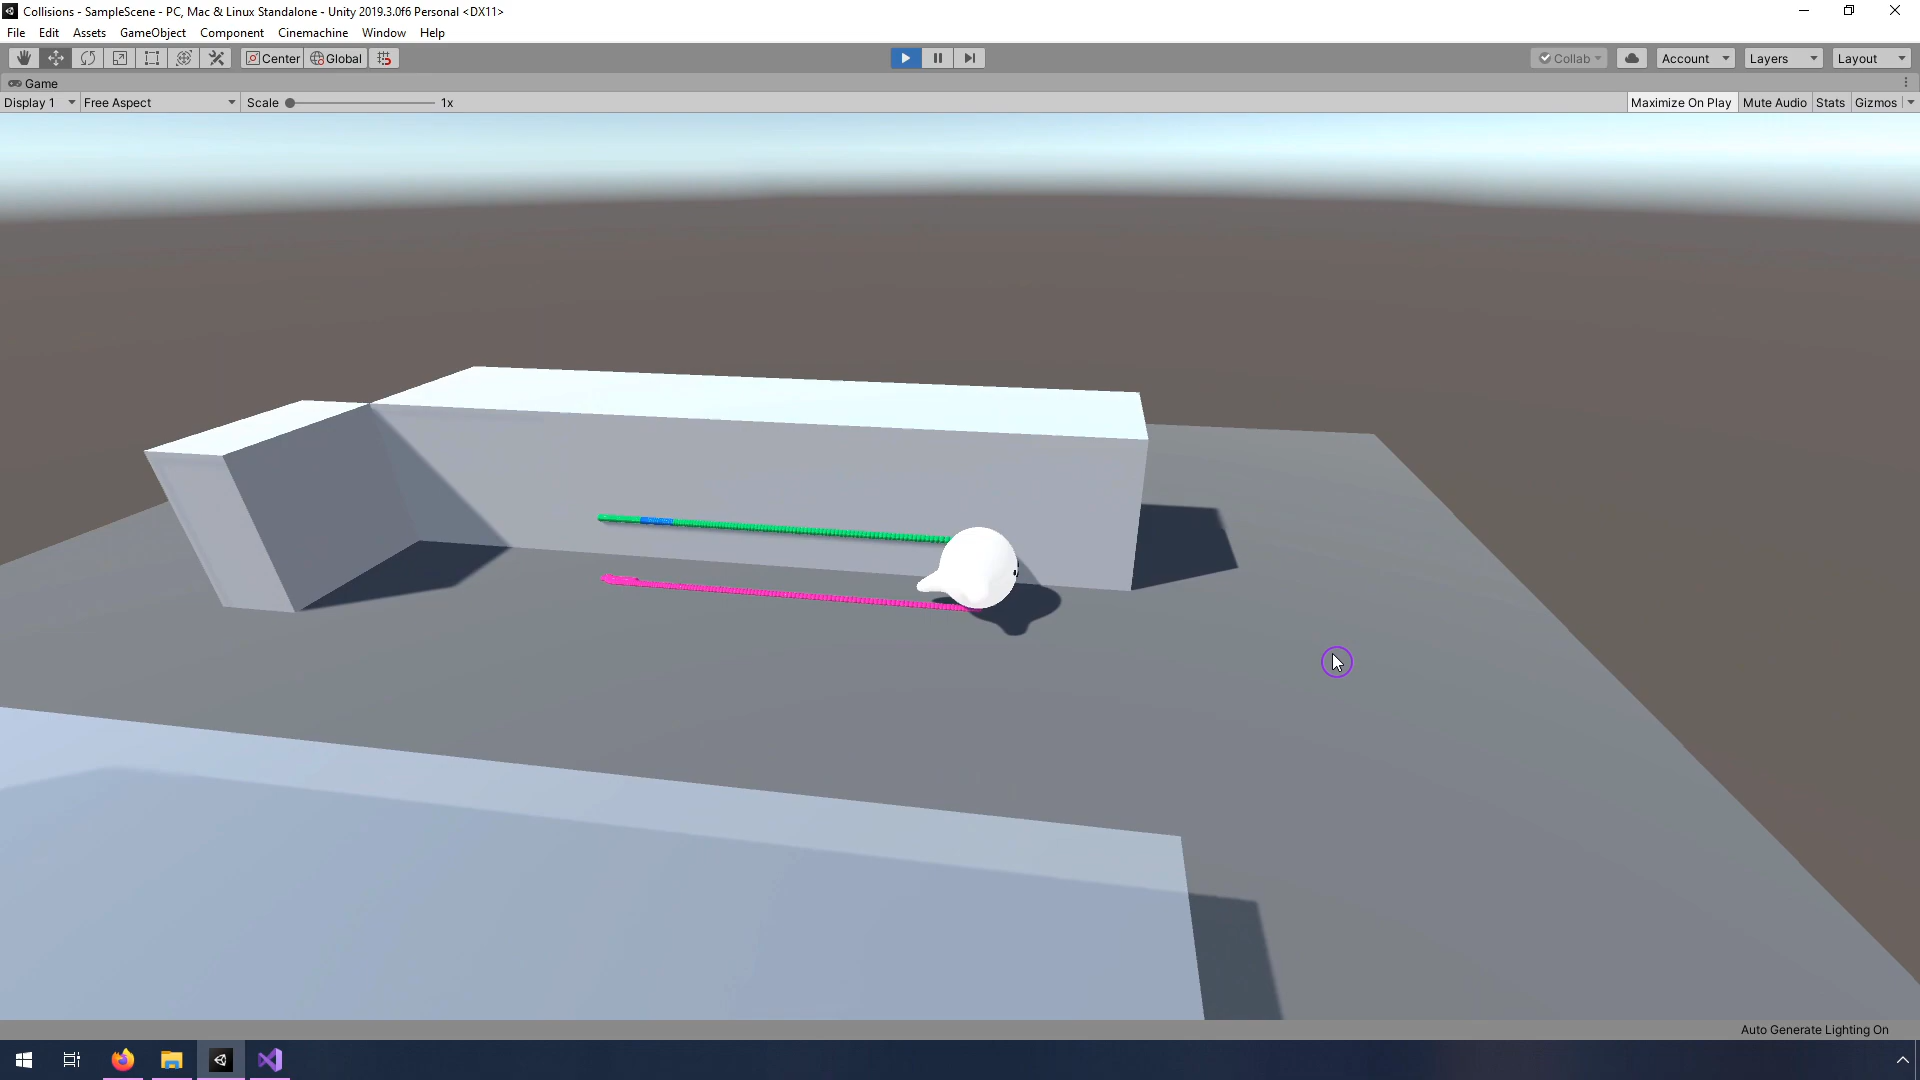 Collisions - SampleScene - PC, Mac & Linux Standalone - Unity 2019.3.0f6 Personal <DX11>
File Edit Assets GameObject Component Cinemachine Window Help
Center Global Collab Account Layers Layout
Game
Display 1 Free Aspect Scale 1x Maximize On Play Mute Audio Stats Gizmos
Auto Generate Lighting On